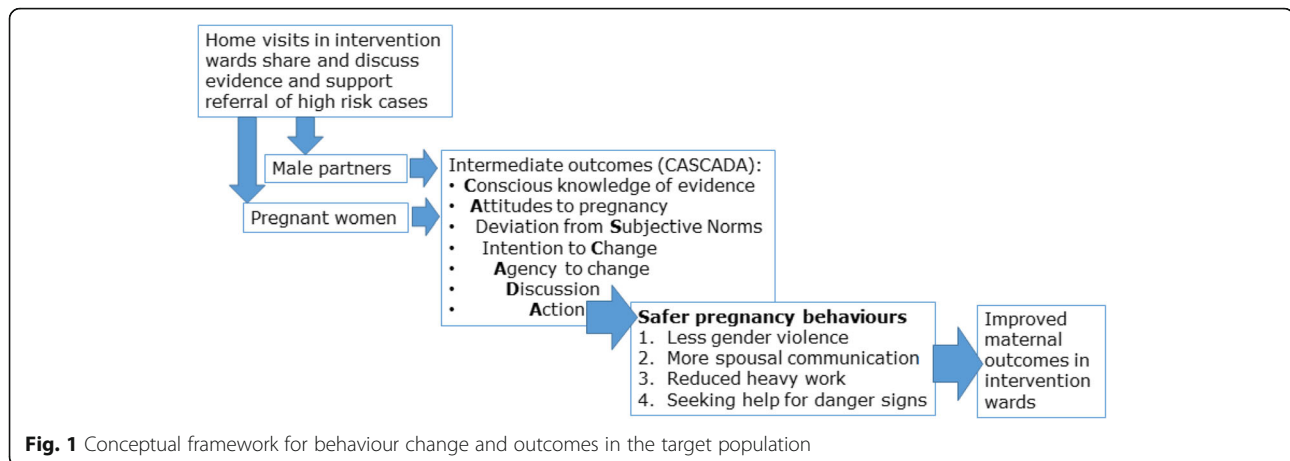 Home visits in intervention
wards share and discuss
evidence and support
referral of high risk cases
Male partners
Pregnant women
Intermediate outcomes (CASCADA):
• Conscious knowledge of evidence
• Attitudes to pregnancy
• Deviation from Subjective Norms
• Intention to Change
• Agency to change
• Discussion
• Action
Safer pregnancy behaviours
1. Less gender violence
2. More spousal communication
3. Reduced heavy work
4. Seeking help for danger signs
Improved
maternal
outcomes in
intervention
wards
Fig. 1 Conceptual framework for behaviour change and outcomes in the target population